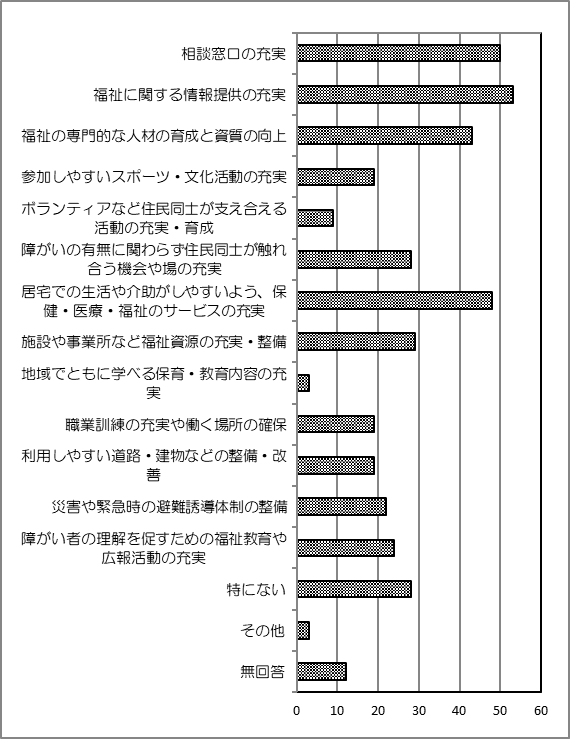 相談窓口の充実
福祉に関する情報提供の充実
福祉の専門的な人材の育成と資質の向上
参加しやすいスポーツ・文化活動の充実
ボランティアなど住民同士が支え合える
活動の充実・育成
障がいの有無に関わらず住民同士が触れ
合う機会や場の充実
居宅での生活や介助がしやすいよう、保
健・医療・福祉のサービスの充実
施設や事業所など福祉資源の充実・整備
地域でともに学べる保育・教育内容の充
実
職業訓練の充実や働く場所の確保
利用しやすい道路・建物などの整備・改
善
災害や緊急時の避難誘導体制の整備
障がい者の理解を促すための福祉教育や
広報活動の充実
特にない
その他
無回答
0 10 20 30 40 50 60